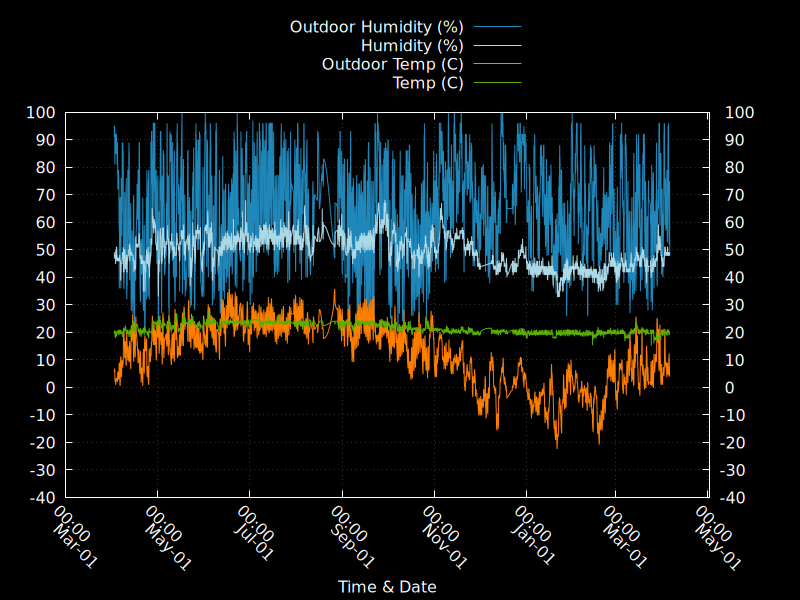 Outdoor Humidity (%)
Humidity (%)
Outdoor Temp (C)
Temp (C)
100 100
90 90
80 80
70 70
60 60
50 50
40 40
30 30
20 20
10 10
0 0
-10 -10
-20 -20
-30 -30
-40 -40
00:00 00:00 00:00 00:00 00:00 00:00 00:00 00:00
Mar-01 May-01 Jul-01 Sep-01 Nov-01 Jan-01 Mar-01 May-01
Time & Date